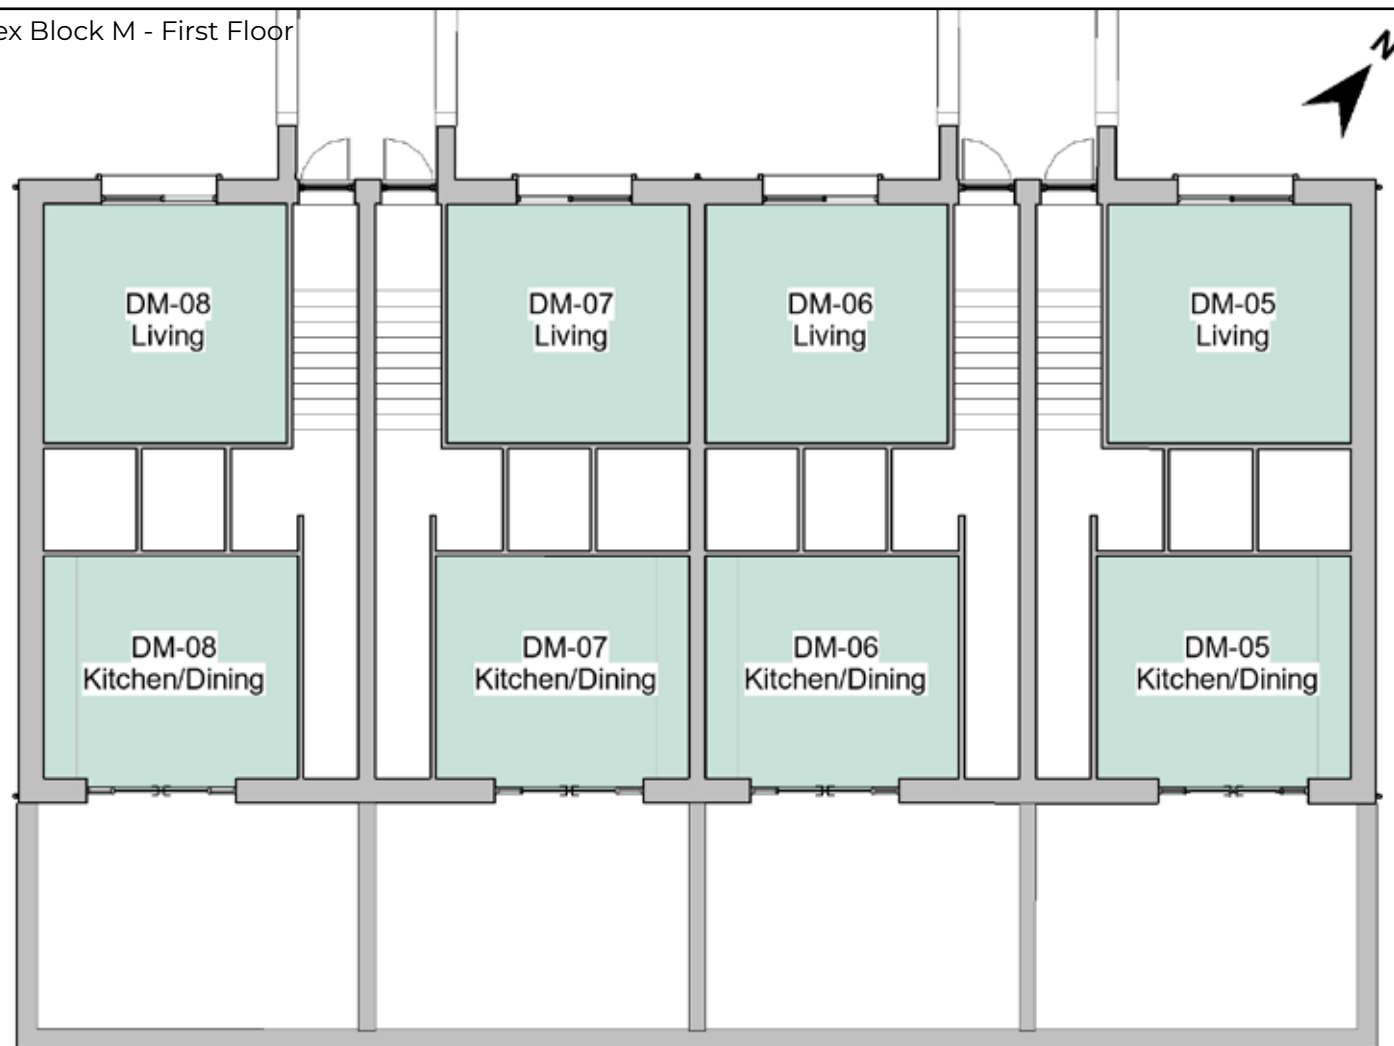 ex Block M - First Floor
N
DM-08
Living
DM-07
Living
DM-06
Living
DM-05
Living
DM-08
Kitchen/Dining
DM-07
Kitchen/Dining
DM-06
Kitchen/Dining
DM-05
Kitchen/Dining